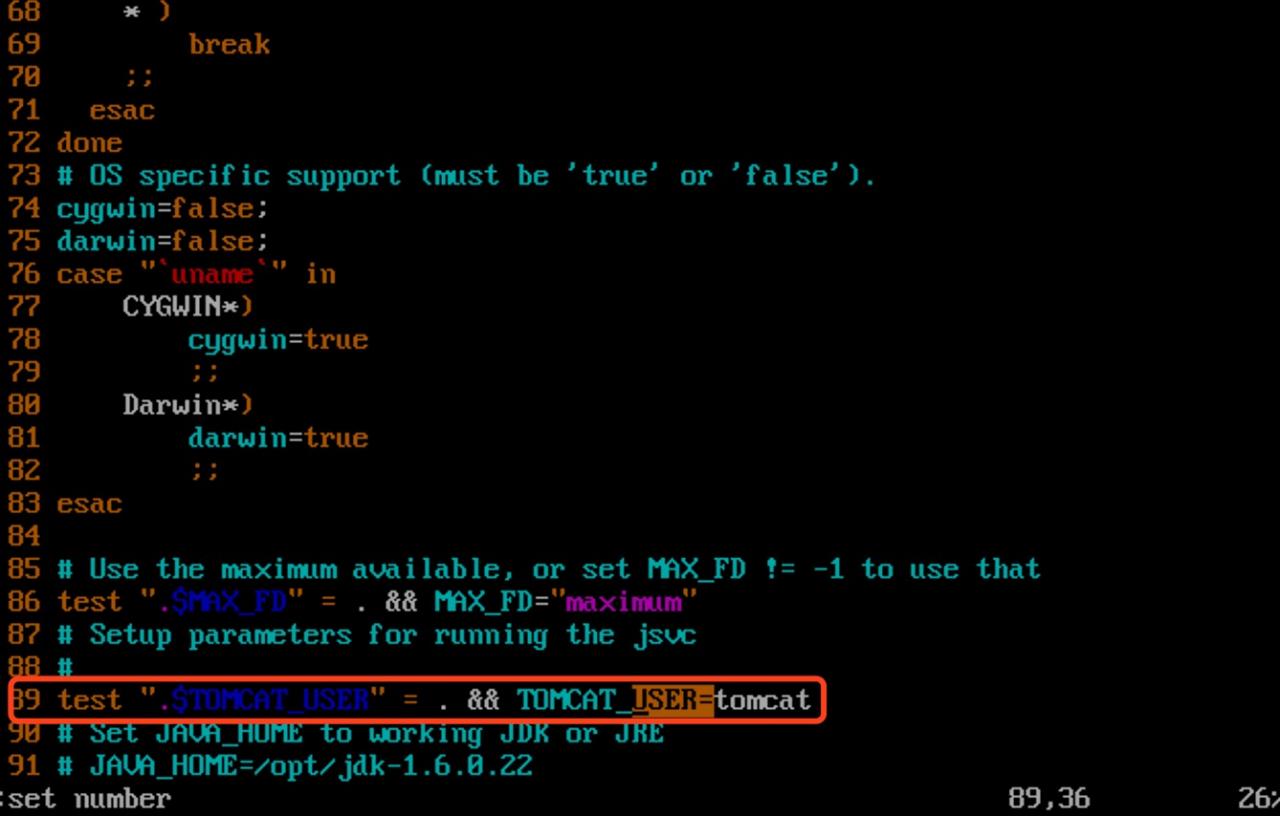 68     * )
69         break
70     ;;
71   esac
72 done
73 # OS specific support (must be 'true' or 'false').
74 cygwin=false;
75 darwin=false;
76 case "`uname`" in
77     CYGWIN*)
78         cygwin=true
79         ;;
80     Darwin*)
81         darwin=true
82         ;;
83 esac
84
85 # Use the maximum available, or set MAX_FD != -1 to use that
86 test ".$MAX_FD" = . && MAX_FD="maximum"
87 # Setup parameters for running the jsvc
88 #
89 test ".$TOMCAT_USER" = . && TOMCAT_USER=tomcat
90 # Set JAVA_HOME to working JDK or JRE
91 # JAVA_HOME=/opt/jdk-1.6.0.22
:set number 89,36 26%